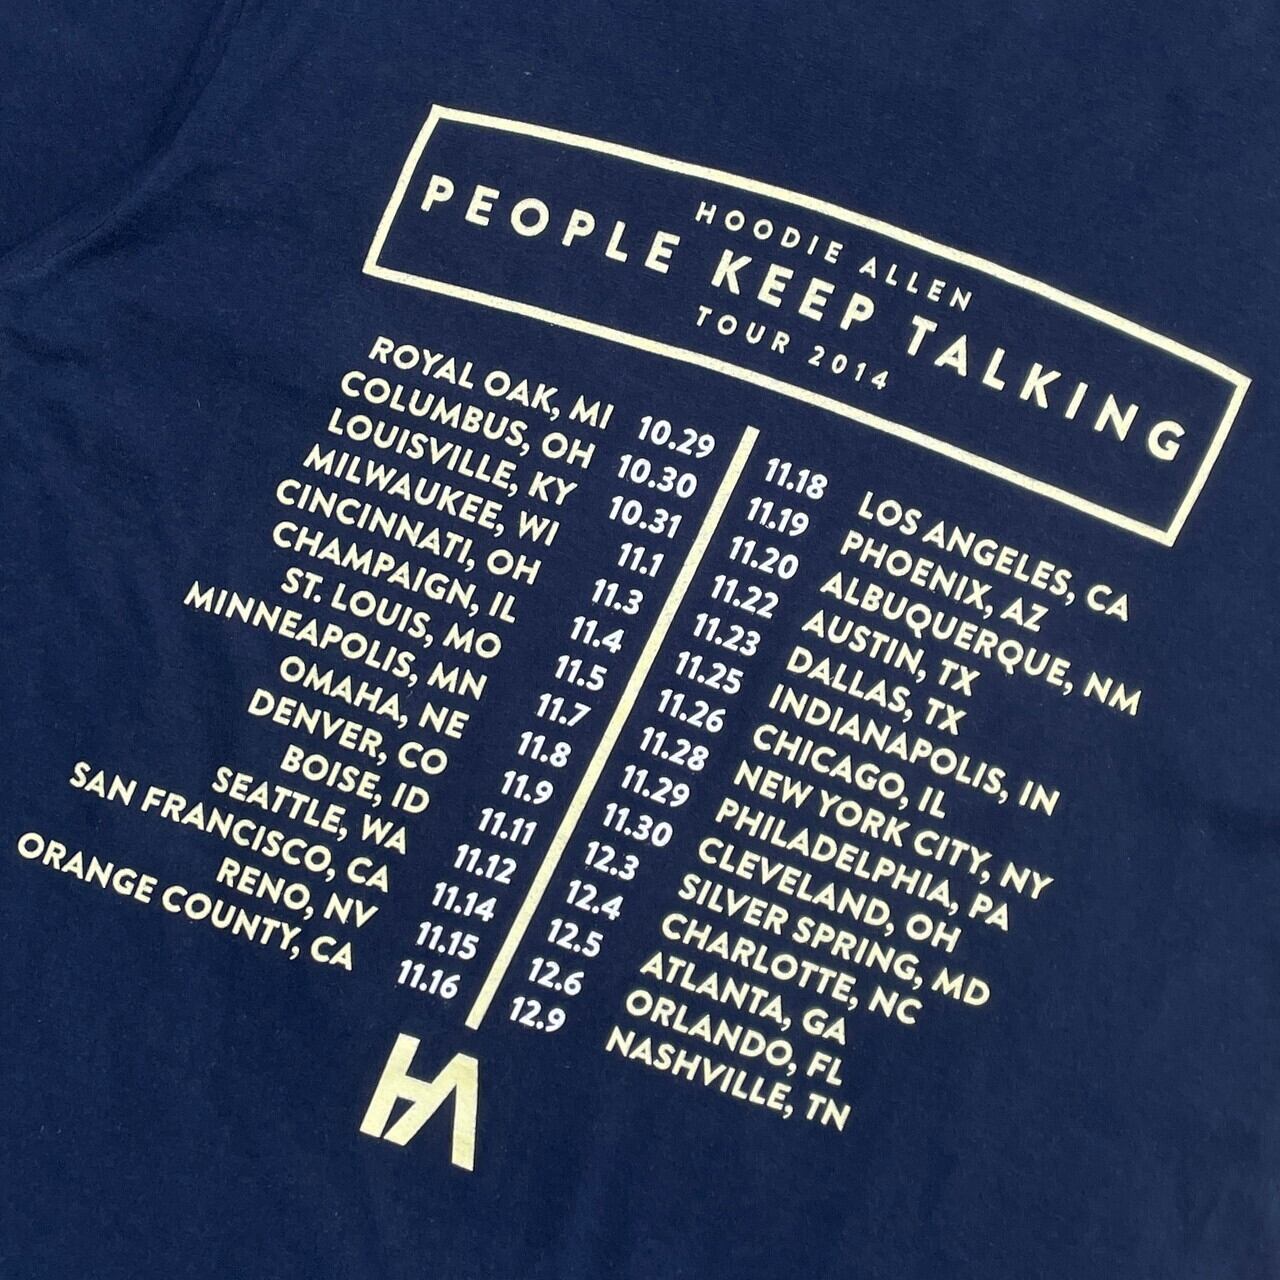 HOODIE ALLEN
PEOPLE KEEP TALKING
TOUR 2014
ROYAL OAK, MI 10.29
COLUMBUS, OH 10.30
LOUISVILLE, KY 10.31
MILWAUKEE, WI 11.1
CINCINNATI, OH 11.3
CHAMPAIGN, IL 11.4
ST. LOUIS, MO 11.5
MINNEAPOLIS, MN 11.7
OMAHA, NE 11.8
DENVER, CO 11.9
BOISE, ID 11.11
SEATTLE, WA 11.12
SAN FRANCISCO, CA 11.14
RENO, NV 11.15
ORANGE COUNTY, CA 11.16
11.18 LOS ANGELES, CA
11.19 PHOENIX, AZ
11.20 ALBUQUERQUE, NM
11.22 AUSTIN, TX
11.23 DALLAS, TX
11.25 INDIANAPOLIS, IN
11.26 CHICAGO, IL
11.28 NEW YORK CITY, NY
11.29 PHILADELPHIA, PA
11.30 CLEVELAND, OH
12.3 SILVER SPRING, MD
12.4 CHARLOTTE, NC
12.5 ATLANTA, GA
12.6 ORLANDO, FL
12.9 NASHVILLE, TN
HA